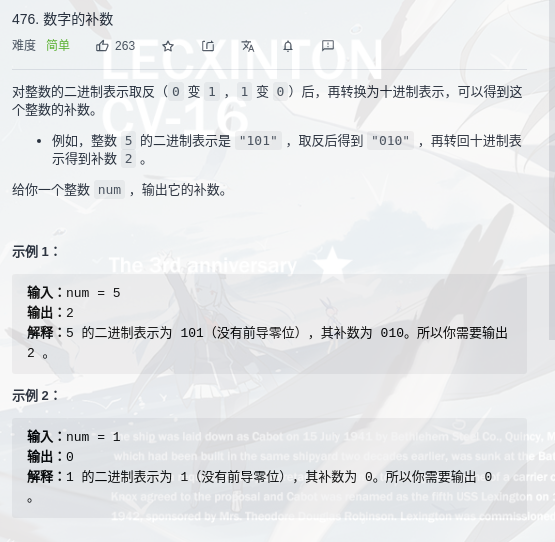 476. 数字的补数
难度 简单 263
LECXINTON
CV-16
对整数的二进制表示取反（ 0 变 1 ， 1 变 0 ）后，再转换为十进制表示，可以得到这
个整数的补数。
• 例如，整数 5 的二进制表示是 "101" ，取反后得到 "010" ，再转回十进制表
示得到补数 2 。
给你一个整数 num ，输出它的补数。
示例 1：
The 3rd anniversary
输入：num = 5
输出：2
解释：5 的二进制表示为 101（没有前导零位），其补数为 010。所以你需要输出
2 。
示例 2：
输入：num = 1
输出：0
解释：1 的二进制表示为 1（没有前导零位），其补数为 0。所以你需要输出 0
。
he ship was laid down as Cabot on 15 July 1941 by Bethlehem Steel Co., Quincy, M
which had been built in the same shipyard two decades earlier, was sunk at the Bat
of a carrier
Knox agreed to the proposal and Cabot was renamed as the fifth USS Lexington on 1
1942, sponsored by Mrs. Theodore Douglas Robinson. Lexington was commissioned